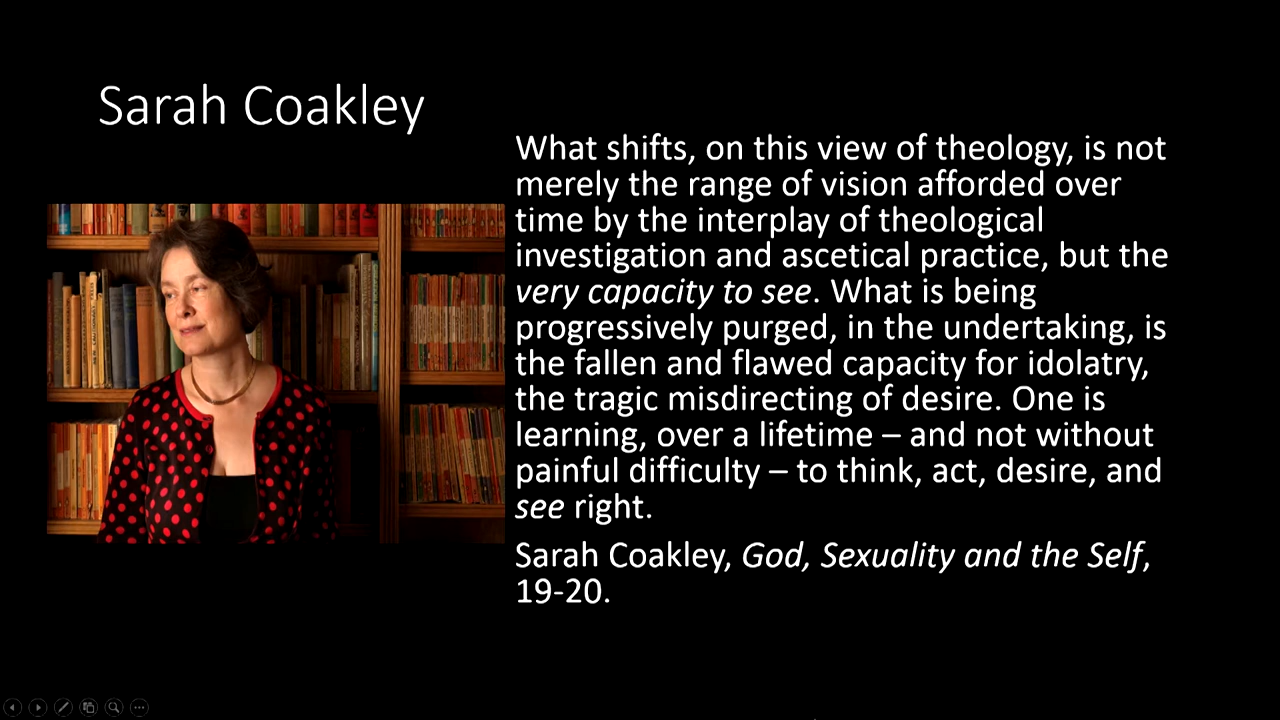 Sarah Coakley
What shifts, on this view of theology, is not
merely the range of vision afforded over
time by the interplay of theological
investigation and ascetical practice, but the
very capacity to see. What is being
progressively purged, in the undertaking, is
the fallen and flawed capacity for idolatry,
the tragic misdirecting of desire. One is
learning, over a lifetime – and not without
painful difficulty – to think, act, desire, and
see right.
Sarah Coakley, God, Sexuality and the Self,
19-20.